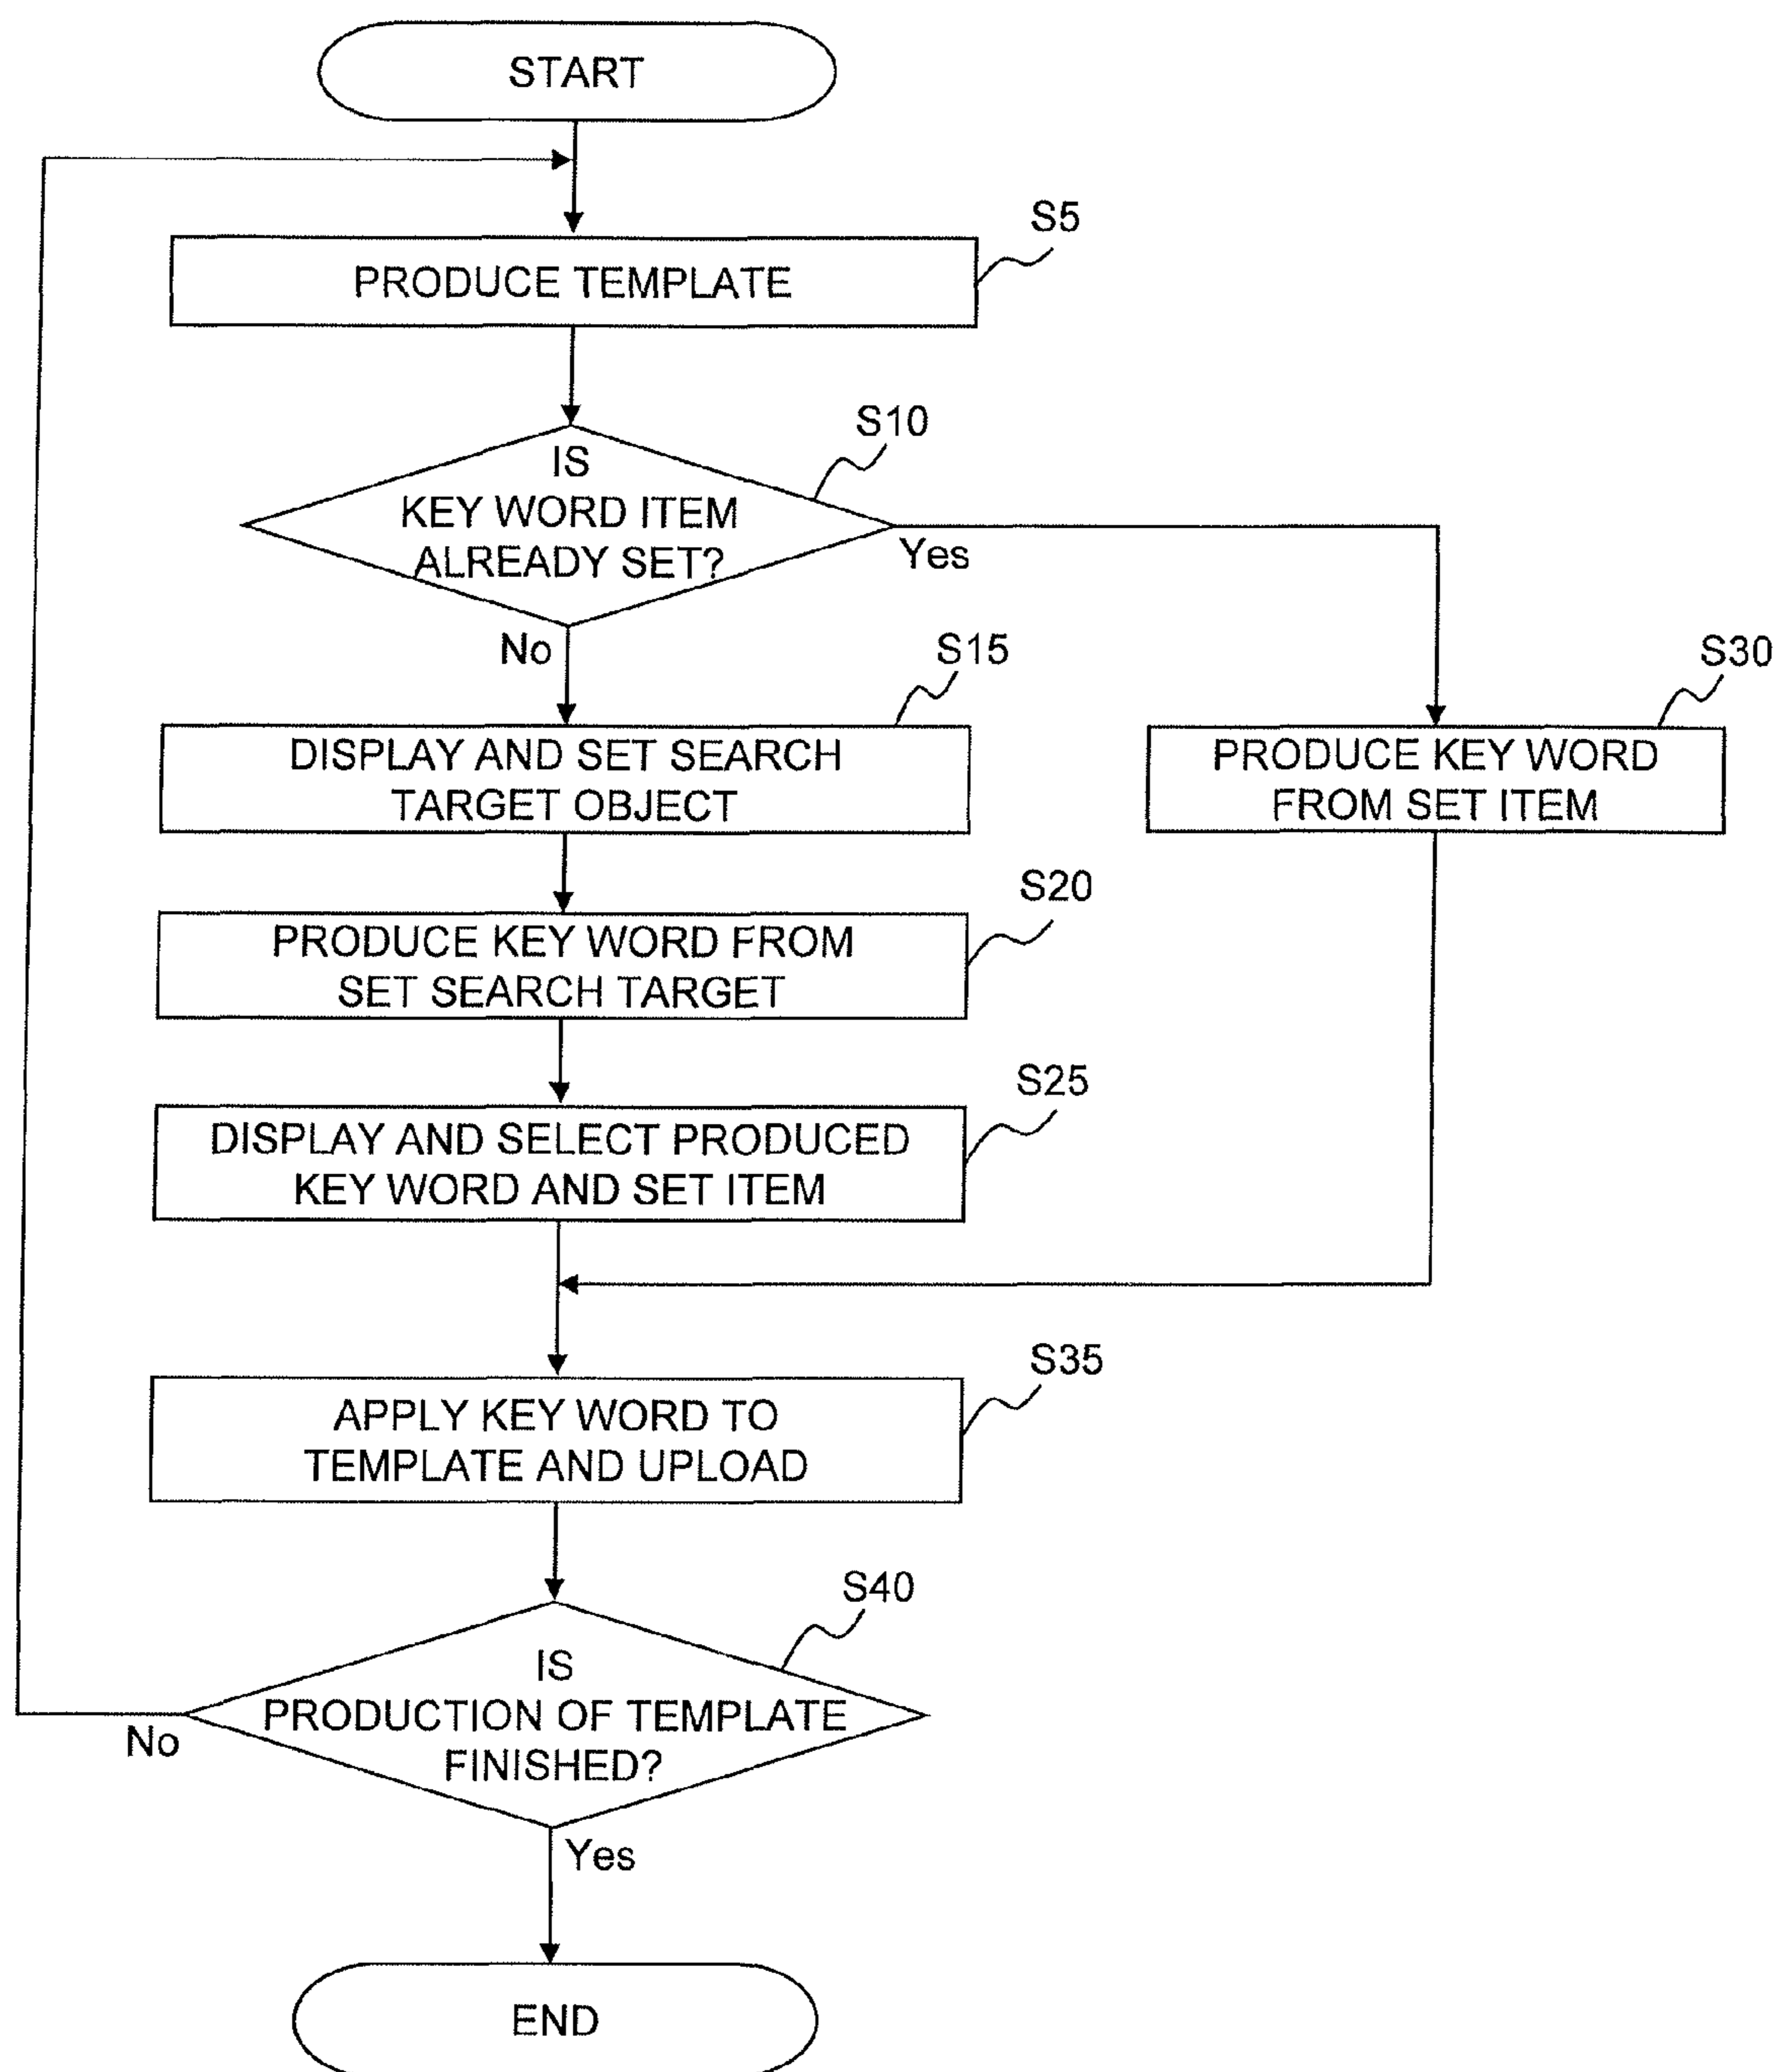 START
S5
PRODUCE TEMPLATE
S10
IS
KEY WORD ITEM
ALREADY SET?
Yes
No
S15
DISPLAY AND SET SEARCH
TARGET OBJECT
S30
PRODUCE KEY WORD
FROM SET ITEM
S20
PRODUCE KEY WORD FROM
SET SEARCH TARGET
S25
DISPLAY AND SELECT PRODUCED
KEY WORD AND SET ITEM
S35
APPLY KEY WORD TO
TEMPLATE AND UPLOAD
S40
IS
PRODUCTION OF TEMPLATE
FINISHED?
No
Yes
END